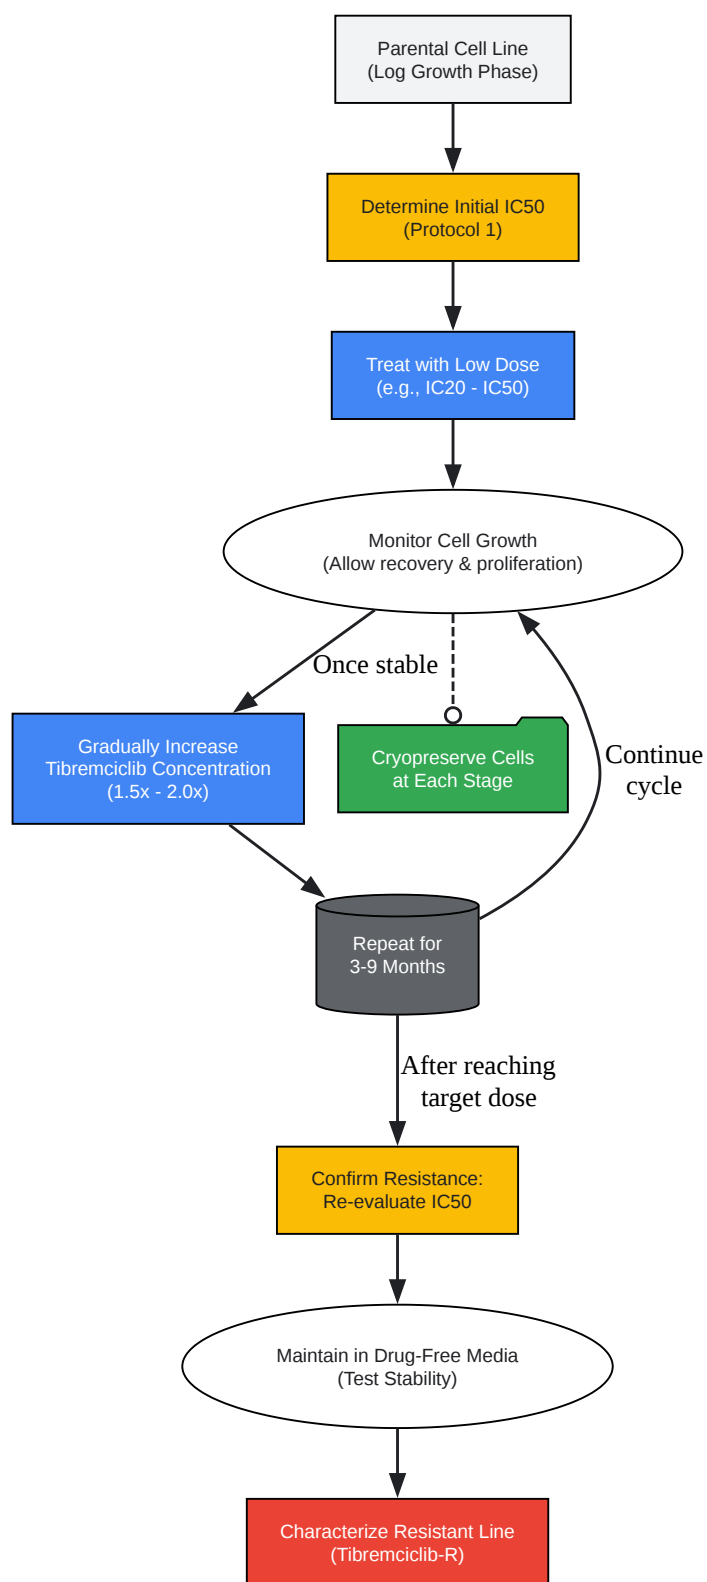 Parental Cell Line
(Log Growth Phase)
Determine Initial IC50
(Protocol 1)
Treat with Low Dose
(e.g., IC20 - IC50)
Monitor Cell Growth
(Allow recovery & proliferation)
Once stable
Gradually Increase
Tibremciclib Concentration
(1.5x - 2.0x)
Cryopreserve Cells
at Each Stage
Continue
cycle
Repeat for
3-9 Months
After reaching
target dose
Confirm Resistance:
Re-evaluate IC50
Maintain in Drug-Free Media
(Test Stability)
Characterize Resistant Line
(Tibremciclib-R)